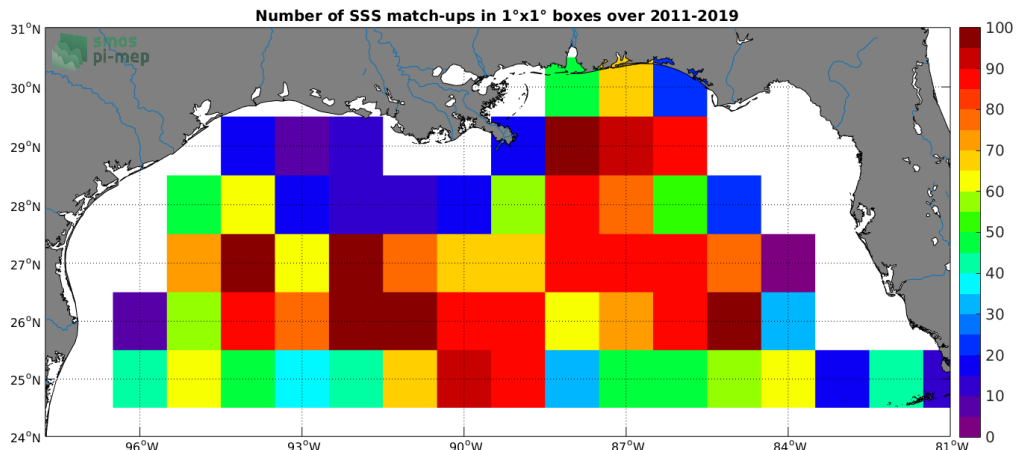 Number of SSS match-ups in 1°x1° boxes over 2011-2019
smos
pi-mep
31°N
30°N
29°N
28°N
27°N
26°N
25°N
24°N
96°W
93°W
90°W
87°W
84°W
81°W
100
90
80
70
60
50
40
30
20
10
0